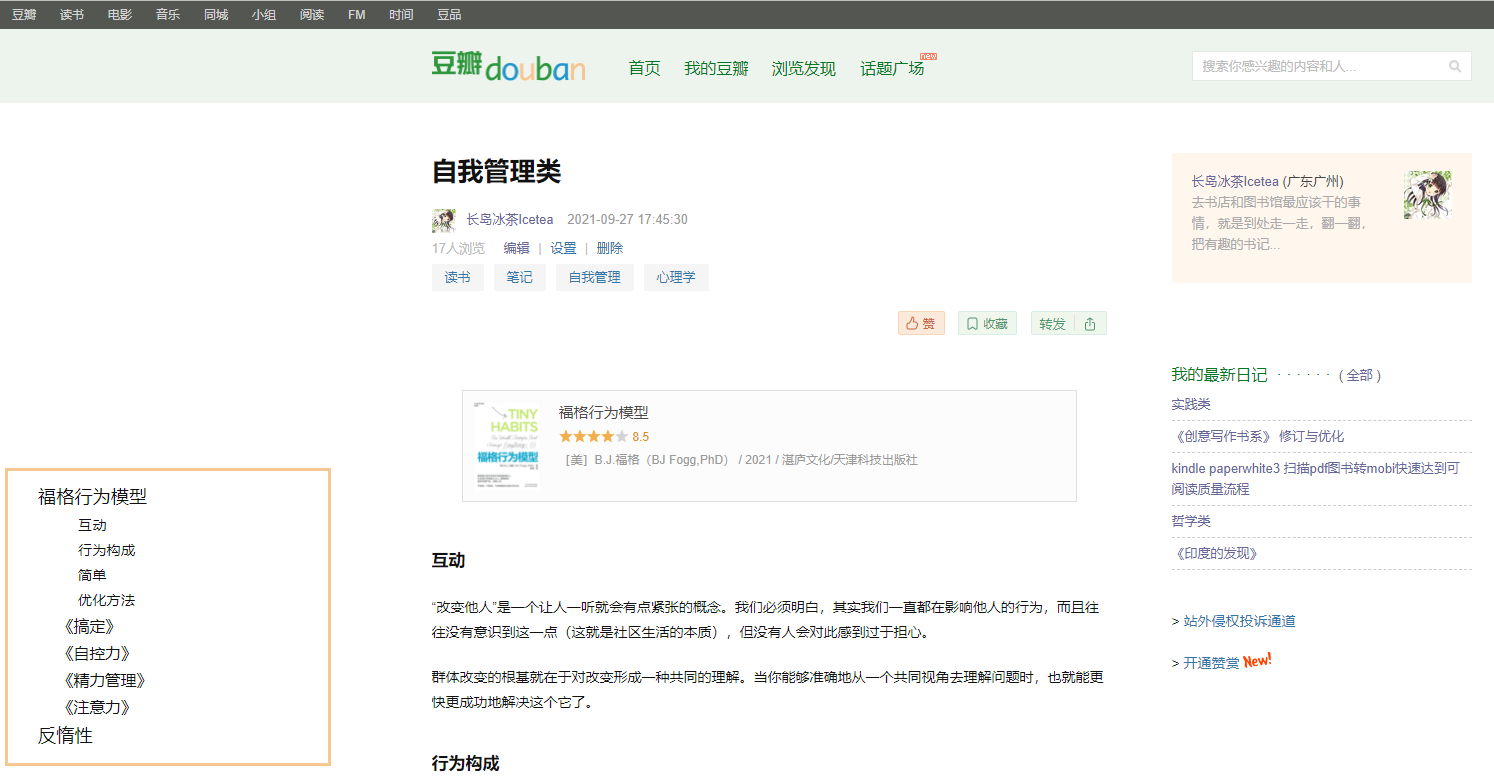 豆瓣 读书 电影 音乐 同城 小组 阅读 FM 时间 豆品
豆瓣douban 首页 我的豆瓣 浏览发现 话题广场 new
搜索你感兴趣的内容和人...
自我管理类
长岛冰茶Icetea 2021-09-27 17:45:30
17人浏览 编辑 | 设置 | 删除
读书 笔记 自我管理 心理学
赞 收藏 转发
TINY
HABITS
福格行为模型
福格行为模型
8.5
[美] B.J.福格（BJ Fogg,PhD） / 2021 / 湛庐文化/天津科技出版社
互动
“改变他人”是一个让人一听就会有点紧张的概念。我们必须明白，其实我们一直都在影响他人的行为，而且往
往没有意识到这一点（这就是社区生活的本质），但没有人会对此感到过于担心。
群体改变的根基就在于对改变形成一种共同的理解。当你能够准确地从一个共同视角去理解问题时，也就能更
快更成功地解决这个它了。
行为构成
福格行为模型
互动
行为构成
简单
优化方法
《搞定》
《自控力》
《精力管理》
《注意力》
反惰性
长岛冰茶Icetea (广东广州)
去书店和图书馆最应该干的事
情，就是到处走一走，翻一翻，
把有趣的书记...
我的最新日记 · · · · · · ( 全部 )
实践类
《创意写作书系》 修订与优化
kindle paperwhite3 扫描pdf图书转mobi快速达到可
阅读质量流程
哲学类
《印度的发现》
> 站外侵权投诉通道
> 开通赞赏 New!